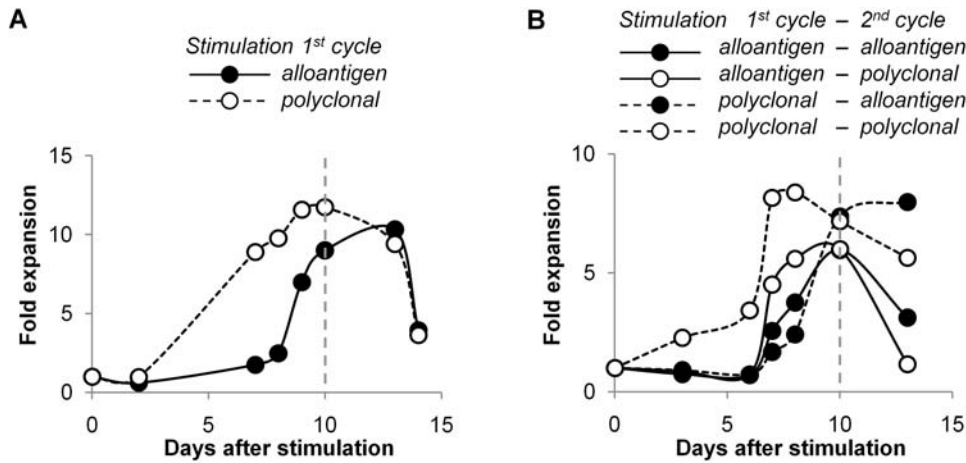 A
Stimulation 1st cycle
alloantigen
polyclonal
15
10
5
0
Fold expansion
0 5 10 15
Days after stimulation
B
Stimulation 1st cycle – 2nd cycle
alloantigen – alloantigen
alloantigen – polyclonal
polyclonal – alloantigen
polyclonal – polyclonal
10
5
0
Fold expansion
0 5 10 15
Days after stimulation